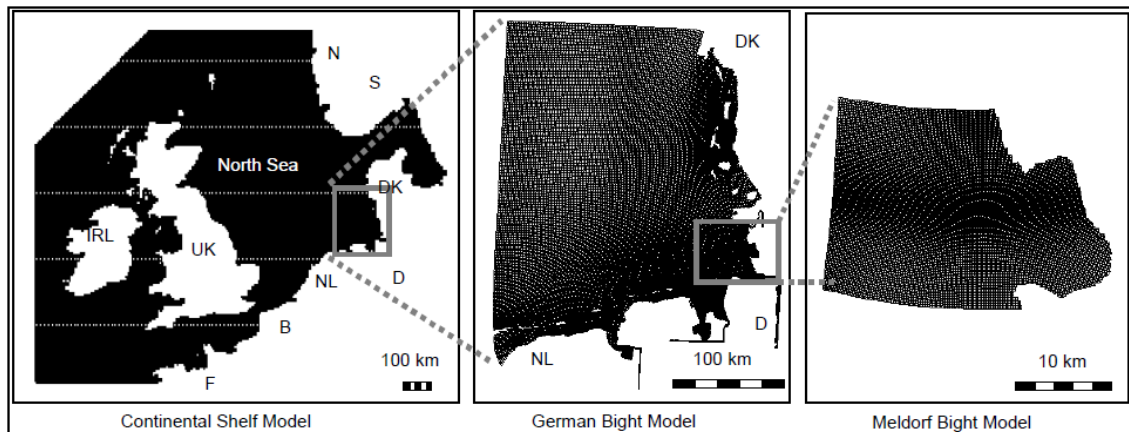 N
S
North Sea
DK
IRL
UK
NL
D
B
F
100 km
Continental Shelf Model
DK
D
NL
100 km
German Bight Model
10 km
Meldorf Bight Model